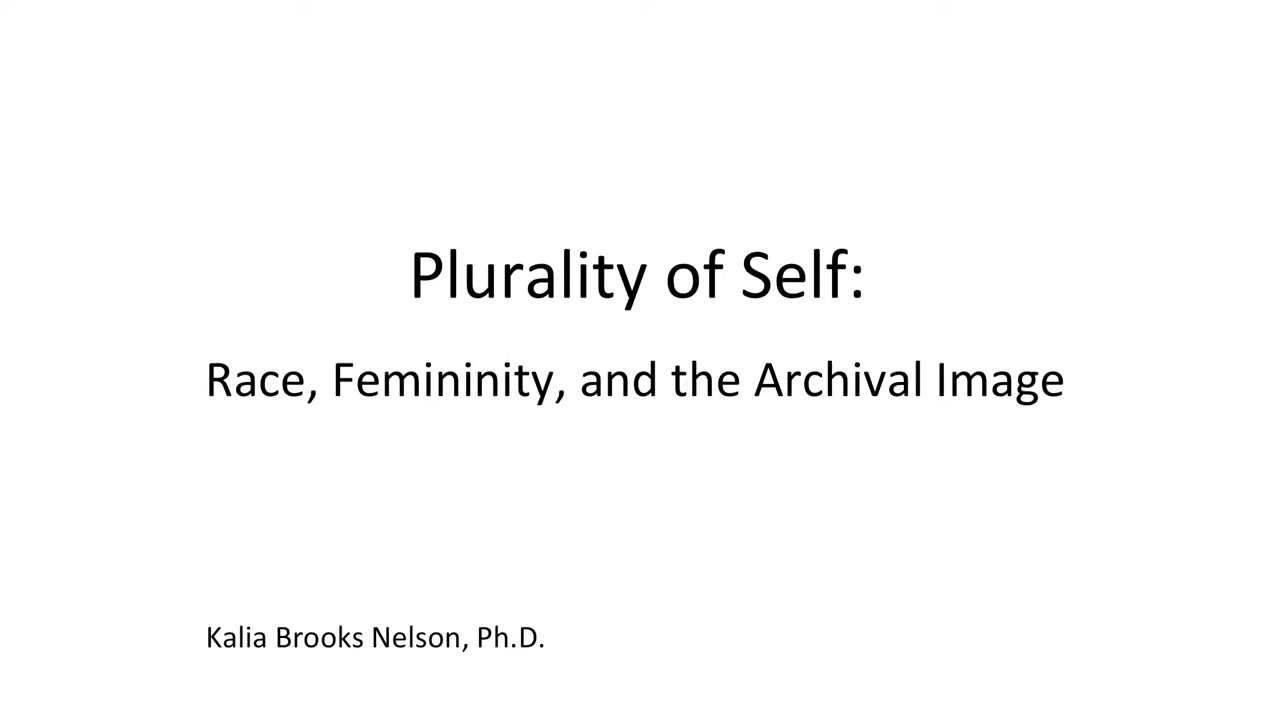 Plurality of Self:
Race, Femininity, and the Archival Image
Kalia Brooks Nelson, Ph.D.